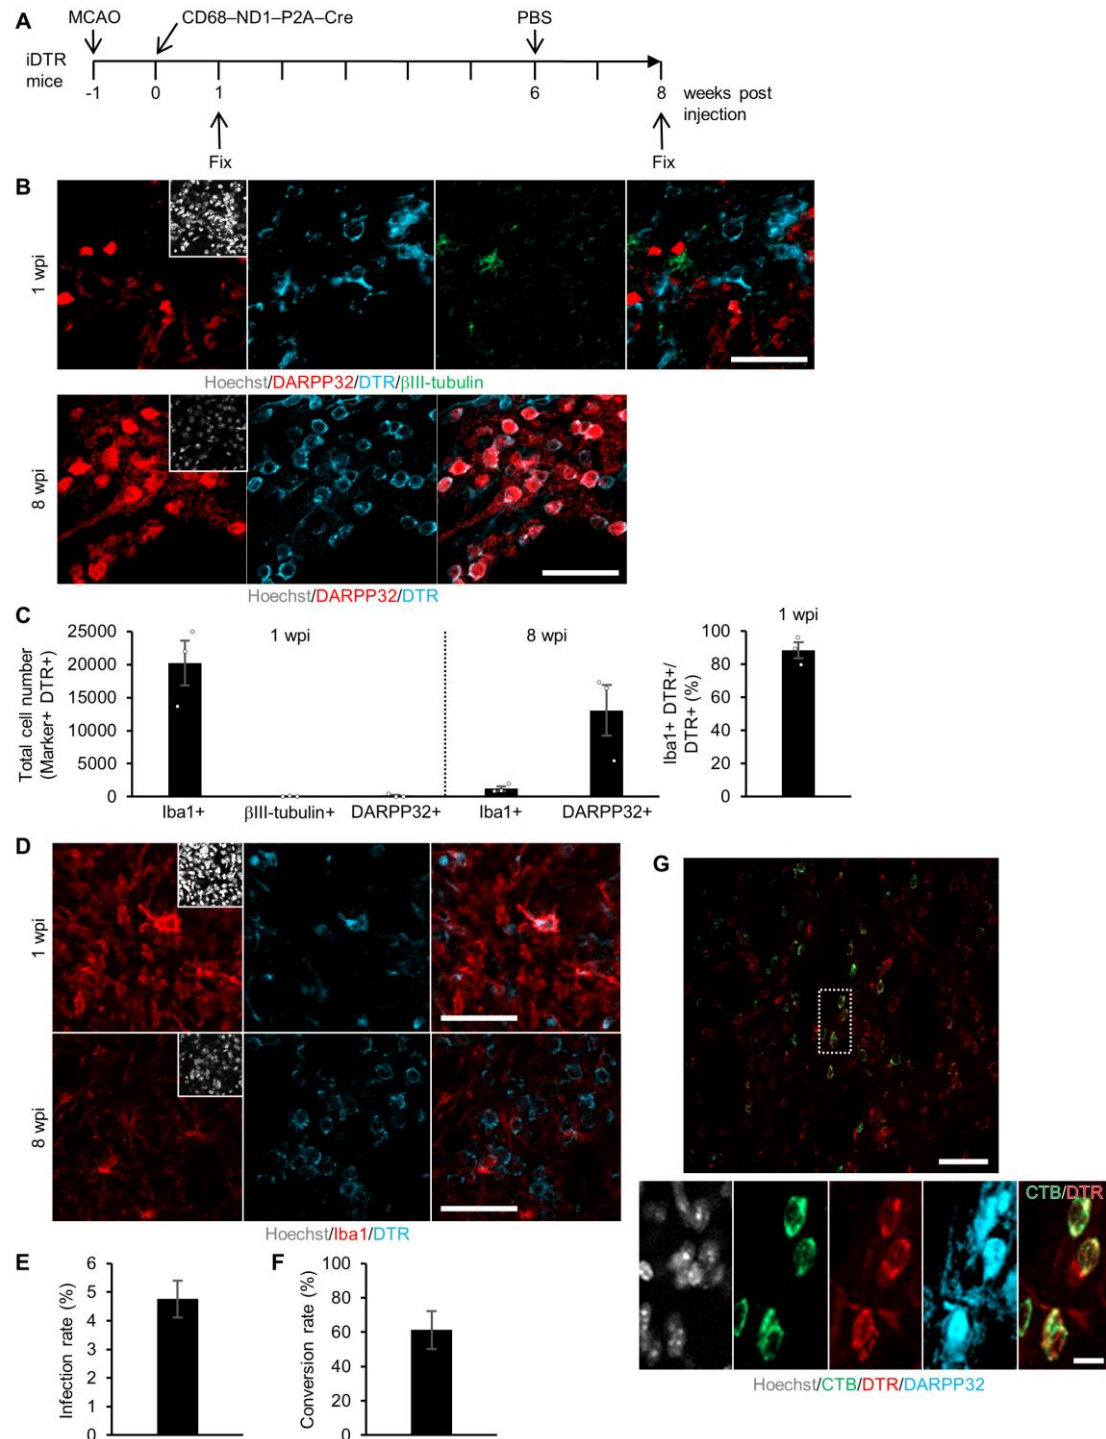 A
MCAO
CD68–ND1–P2A–Cre
PBS
iDTR
mice
-1
0
1
6
8
weeks post
injection
Fix
Fix
B
1 wpi
Hoechst/DARPP32/DTR/βIII-tubulin
8 wpi
Hoechst/DARPP32/DTR
C
Total cell number
(Marker+ DTR+)
25000
20000
15000
10000
5000
0
1 wpi
8 wpi
Iba1+
βIII-tubulin+
DARPP32+
Iba1+
DARPP32+
1 wpi
Iba1+ DTR+/
DTR+ (%)
100
80
60
40
20
0
D
1 wpi
8 wpi
Hoechst/Iba1/DTR
E
Infection rate (%)
6
5
4
3
2
1
0
F
Conversion rate (%)
100
80
60
40
20
0
G
CTB/DTR
Hoechst/CTB/DTR/DARPP32